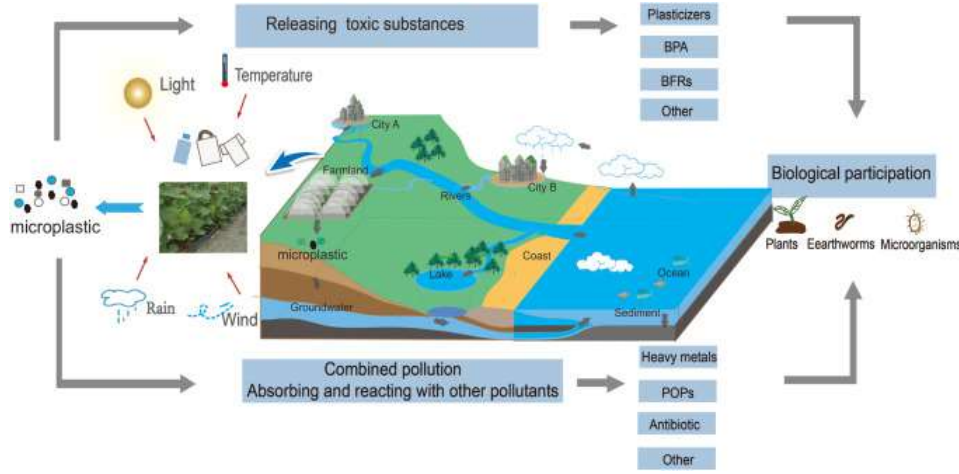 Releasing toxic substances
Plasticizers
BPA
BFRs
Other
Light
Temperature
City A
Farmland
City B
Rivers
Biological participation
Plants
Eearthworms
Microorganisms
microplastic
microplastic
Coast
Lake
Ocean
Groundwater
Sediment
Rain
Wind
Combined pollution
Absorbing and reacting with other pollutants
Heavy metals
POPs
Antibiotic
Other